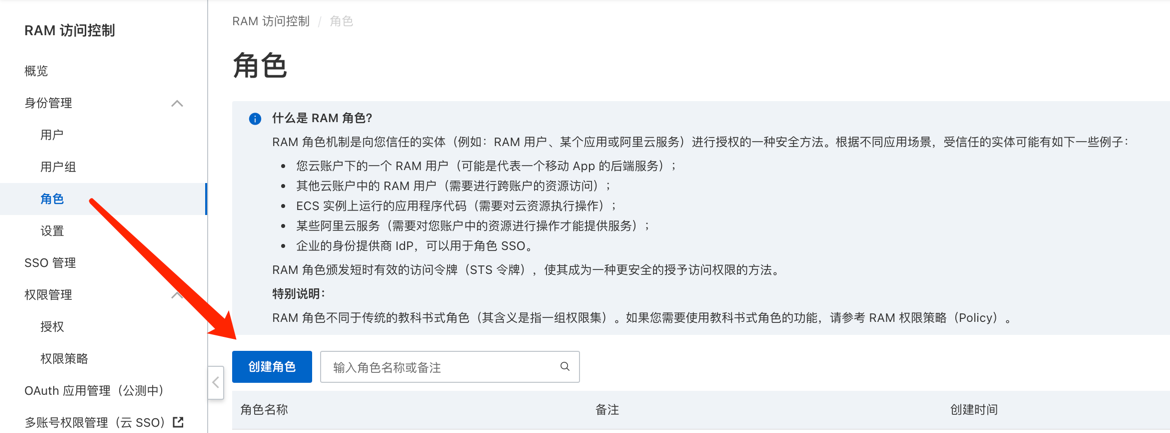 RAM 访问控制
概览
身份管理
用户
用户组
角色
设置
SSO 管理
权限管理
授权
权限策略
OAuth 应用管理（公测中）
多账号权限管理（云 SSO）
RAM 访问控制 / 角色
角色
什么是 RAM 角色?
RAM 角色机制是向您信任的实体（例如：RAM 用户、某个应用或阿里云服务）进行授权的一种安全方法。根据不同应用场景，受信任的实体可能有如下一些例子：
• 您云账户下的一个 RAM 用户（可能是代表一个移动 App 的后端服务）；
• 其他云账户中的 RAM 用户（需要进行跨账户的资源访问）；
• ECS 实例上运行的应用程序代码（需要对云资源执行操作）；
• 某些阿里云服务（需要对您账户中的资源进行操作才能提供服务）；
• 企业的身份提供商 IdP，可以用于角色 SSO。
RAM 角色颁发短时有效的访问令牌（STS 令牌），使其成为一种更安全的授予访问权限的方法。
特别说明：
RAM 角色不同于传统的教科书式角色（其含义是指一组权限集）。如果您需要使用教科书式角色的功能，请参考 RAM 权限策略（Policy）。
创建角色
输入角色名称或备注
角色名称 备注 创建时间